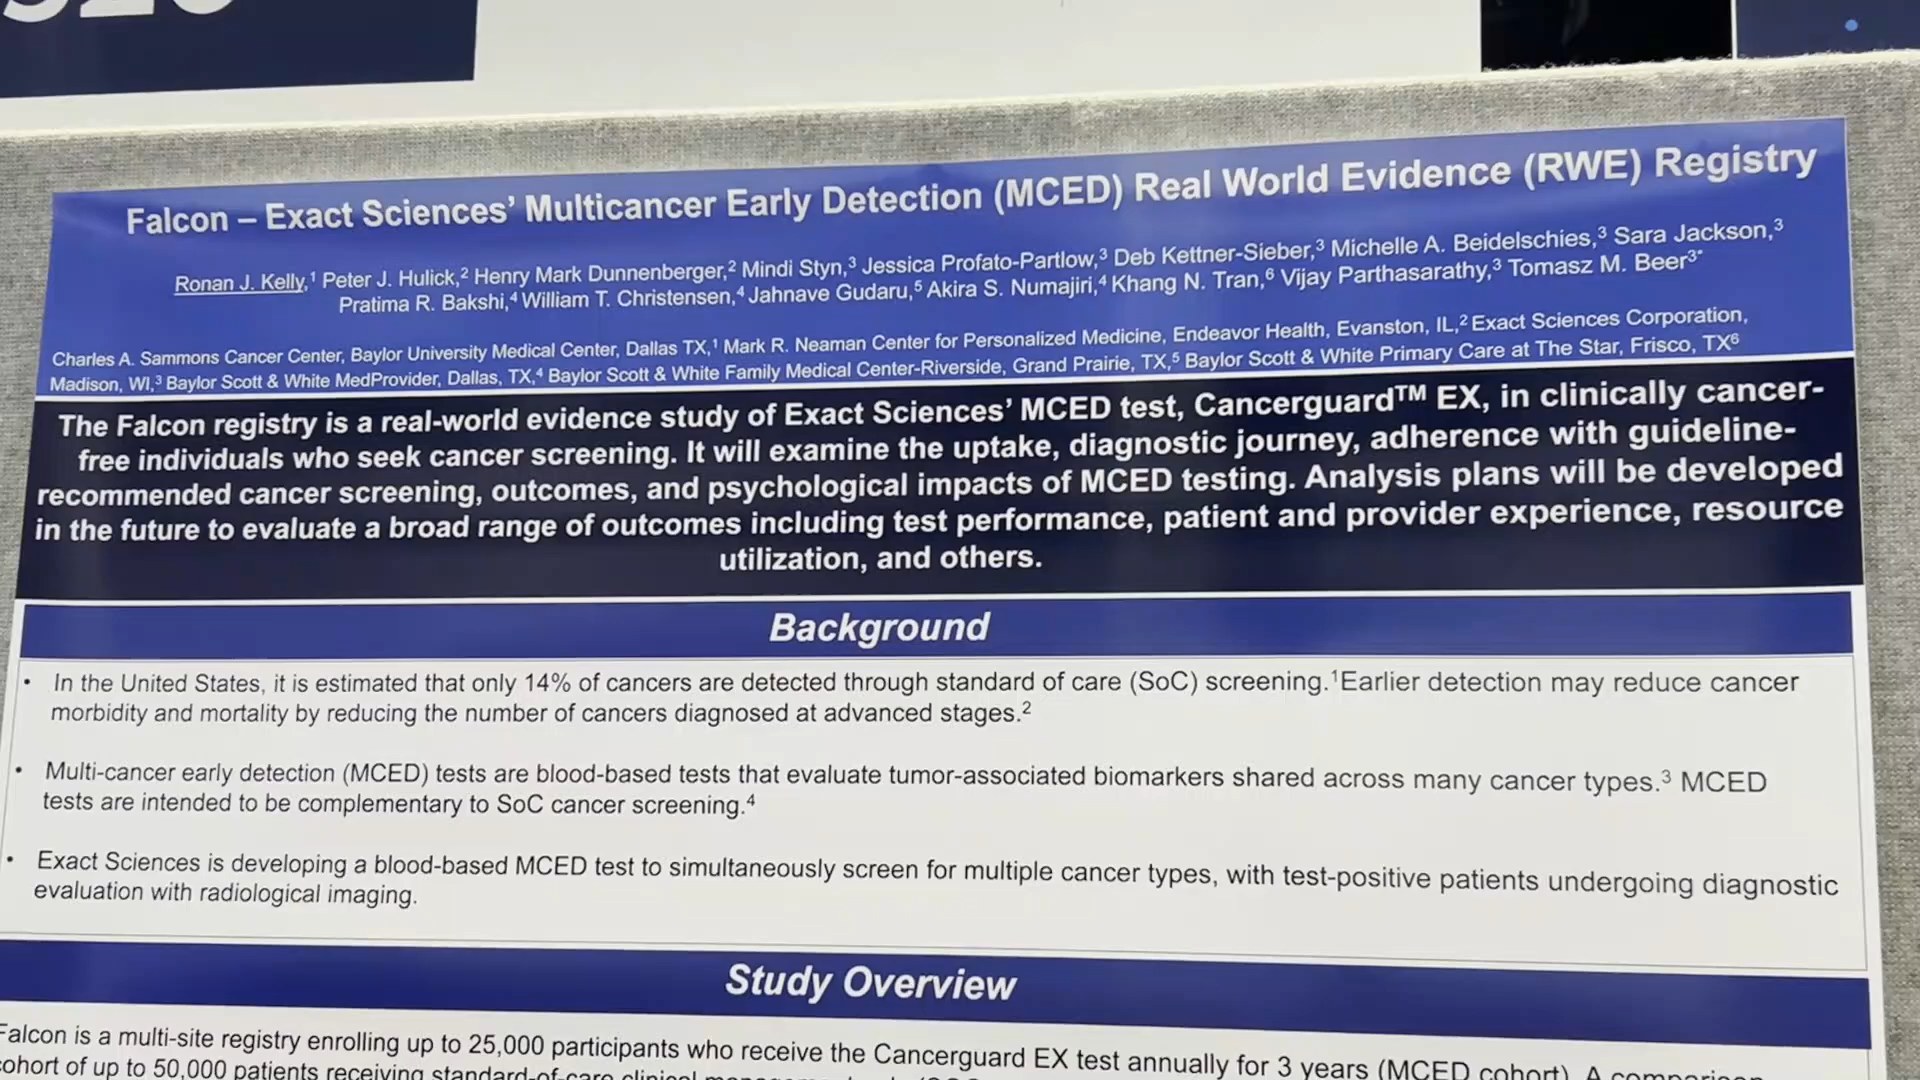 Falcon – Exact Sciences’ Multicancer Early Detection (MCED) Real World Evidence (RWE) Registry
Ronan J. Kelly,¹ Peter J. Hulick,² Henry Mark Dunnenberger,² Mindi Styn,³ Jessica Profato-Partlow,³ Deb Kettner-Sieber,³ Michelle A. Beidelschies,³ Sara Jackson,³
Pratima R. Bakshi,⁴ William T. Christensen,⁴ Jahnave Gudaru,⁵ Akira S. Numajiri,⁴ Khang N. Tran,⁶ Vijay Parthasarathy,³ Tomasz M. Beer³*
Charles A. Sammons Cancer Center, Baylor University Medical Center, Dallas TX,¹ Mark R. Neaman Center for Personalized Medicine, Endeavor Health, Evanston, IL,² Exact Sciences Corporation,
Madison, WI,³ Baylor Scott & White MedProvider, Dallas, TX,⁴ Baylor Scott & White Family Medical Center-Riverside, Grand Prairie, TX,⁵ Baylor Scott & White Primary Care at The Star, Frisco, TX⁶
The Falcon registry is a real-world evidence study of Exact Sciences’ MCED test, Cancerguard™ EX, in clinically cancer-
free individuals who seek cancer screening. It will examine the uptake, diagnostic journey, adherence with guideline-
recommended cancer screening, outcomes, and psychological impacts of MCED testing. Analysis plans will be developed
in the future to evaluate a broad range of outcomes including test performance, patient and provider experience, resource
utilization, and others.
Background
• In the United States, it is estimated that only 14% of cancers are detected through standard of care (SoC) screening.¹Earlier detection may reduce cancer
morbidity and mortality by reducing the number of cancers diagnosed at advanced stages.²
• Multi-cancer early detection (MCED) tests are blood-based tests that evaluate tumor-associated biomarkers shared across many cancer types.³ MCED
tests are intended to be complementary to SoC cancer screening.⁴
• Exact Sciences is developing a blood-based MCED test to simultaneously screen for multiple cancer types, with test-positive patients undergoing diagnostic
evaluation with radiological imaging.
Study Overview
Falcon is a multi-site registry enrolling up to 25,000 participants who receive the Cancerguard EX test annually for 3 years (MCED cohort). A comparison
cohort of up to 50,000 patients receiving standard-of-care clinical